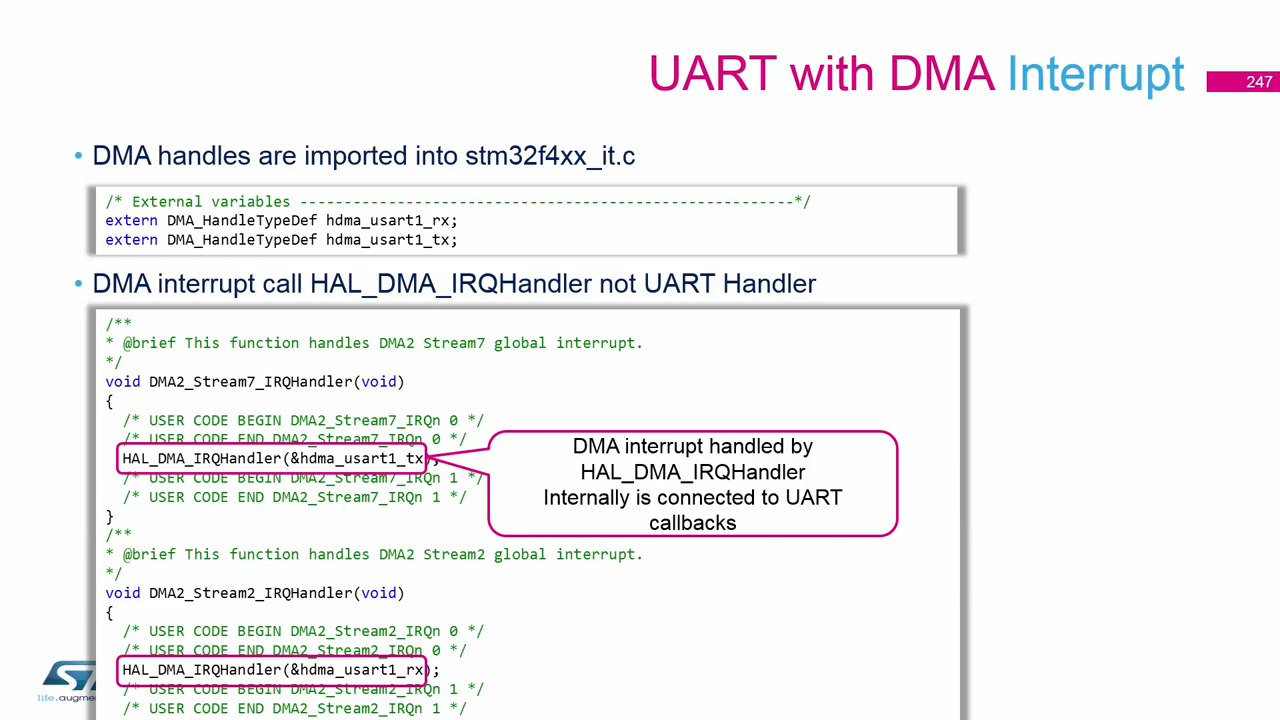 UART with DMA Interrupt
247
• DMA handles are imported into stm32f4xx_it.c
/* External variables --------------------------------------------------------*/
extern DMA_HandleTypeDef hdma_usart1_rx;
extern DMA_HandleTypeDef hdma_usart1_tx;
• DMA interrupt call HAL_DMA_IRQHandler not UART Handler
/**
* @brief This function handles DMA2 Stream7 global interrupt.
*/
void DMA2_Stream7_IRQHandler(void)
{
/* USER CODE BEGIN DMA2_Stream7_IRQn 0 */
/* USER CODE END DMA2_Stream7_IRQn 0 */
HAL_DMA_IRQHandler(&hdma_usart1_tx);
/* USER CODE BEGIN DMA2_Stream7_IRQn 1 */
/* USER CODE END DMA2_Stream7_IRQn 1 */
}
DMA interrupt handled by
HAL_DMA_IRQHandler
Internally is connected to UART
callbacks
/**
* @brief This function handles DMA2 Stream2 global interrupt.
*/
void DMA2_Stream2_IRQHandler(void)
{
/* USER CODE BEGIN DMA2_Stream2_IRQn 0 */
/* USER CODE END DMA2_Stream2_IRQn 0 */
HAL_DMA_IRQHandler(&hdma_usart1_rx);
/* USER CODE BEGIN DMA2_Stream2_IRQn 1 */
/* USER CODE END DMA2_Stream2_IRQn 1 */
ST
life.augme